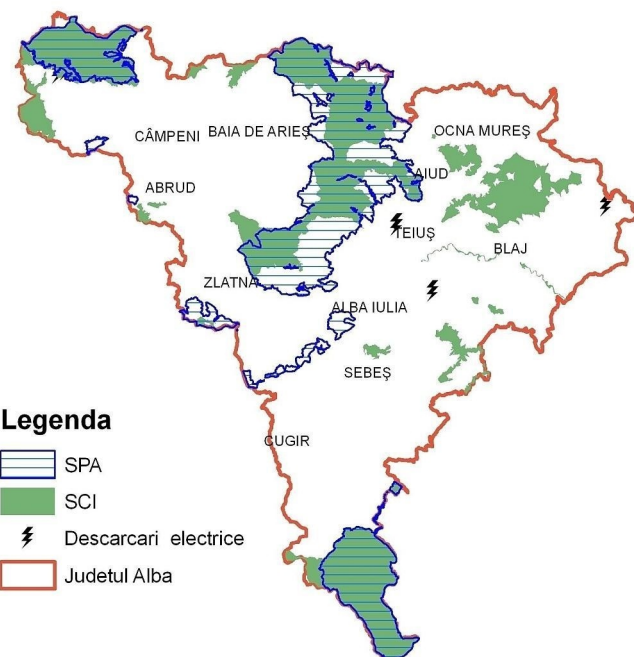 CÂMPENI
BAIA DE ARIEŞ
OCNA MUREŞ
AIUD
ABRUD
TEIUŞ
BLAJ
ZLATNA
ALBA IULIA
SEBEŞ
CUGIR
Legenda
SPA
SCI
Descarcari electrice
Judetul Alba